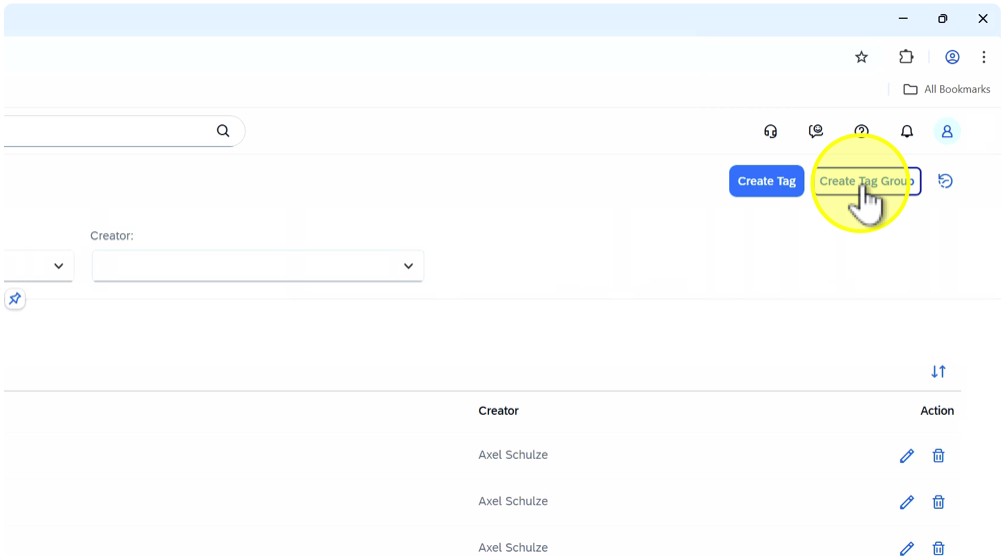 All Bookmarks
Create Tag
Create Tag Group
Creator:
Creator
Action
Axel Schulze
Axel Schulze
Axel Schulze